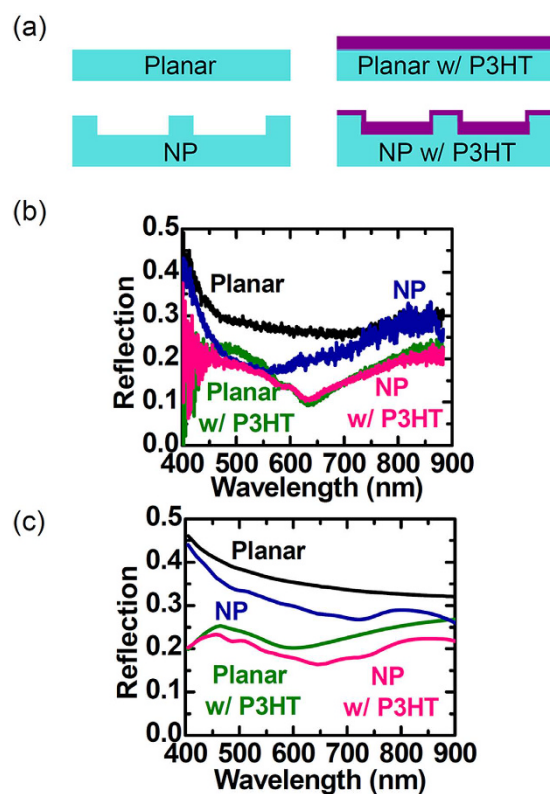 (a)
Planar
Planar w/ P3HT
NP
NP w/ P3HT
(b)
0.5
0.4
0.3
0.2
0.1
0.0
Reflection
Planar
NP
Planar
w/ P3HT
NP
w/ P3HT
400 500 600 700 800 900
Wavelength (nm)
(c)
0.5
0.4
0.3
0.2
0.1
Reflection
Planar
NP
Planar
w/ P3HT
NP
w/ P3HT
400 500 600 700 800 900
Wavelength (nm)